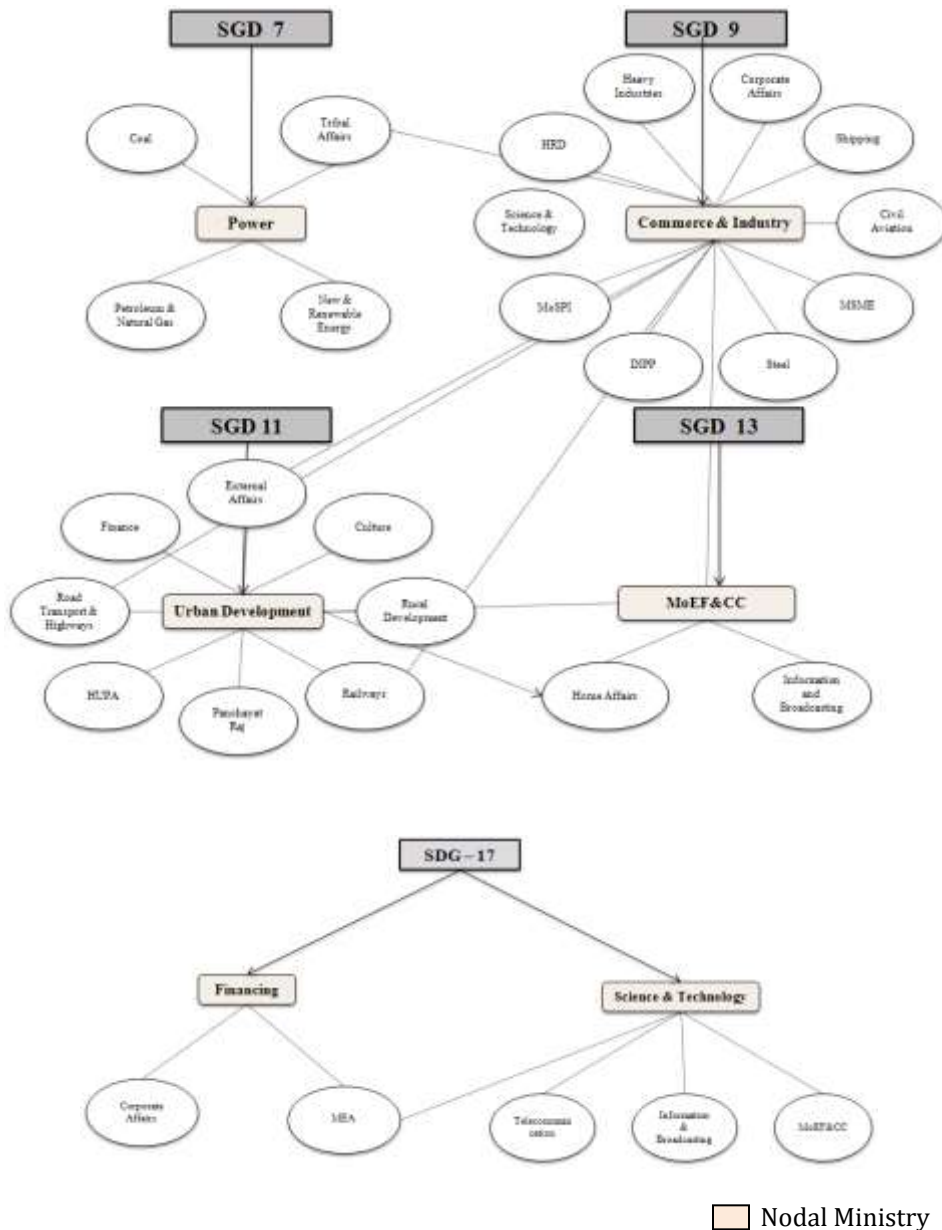 SGD 7
SGD 9
Heavy
Industries
Corporate
Affairs
Coal
Tribal
Affairs
HRD
Shipping
Power
Science &
Technology
Commerce & Industry
Civil
Aviation
Petroleum &
Natural Gas
New &
Renewable
Energy
MoSPI
MSME
DIPP
Steel
SGD 11
SGD 13
External
Affairs
Finance
Culture
Road
Transport &
Highways
Urban Development
Rural
Development
MoEF&CC
HUPA
Panchayat
Raj
Railways
Home Affairs
Information
and
Broadcasting
SDG – 17
Financing
Science & Technology
Corporate
Affairs
MEA
Telecommuni
cation
Information
&
Broadcasting
MoEF&CC
Nodal Ministry